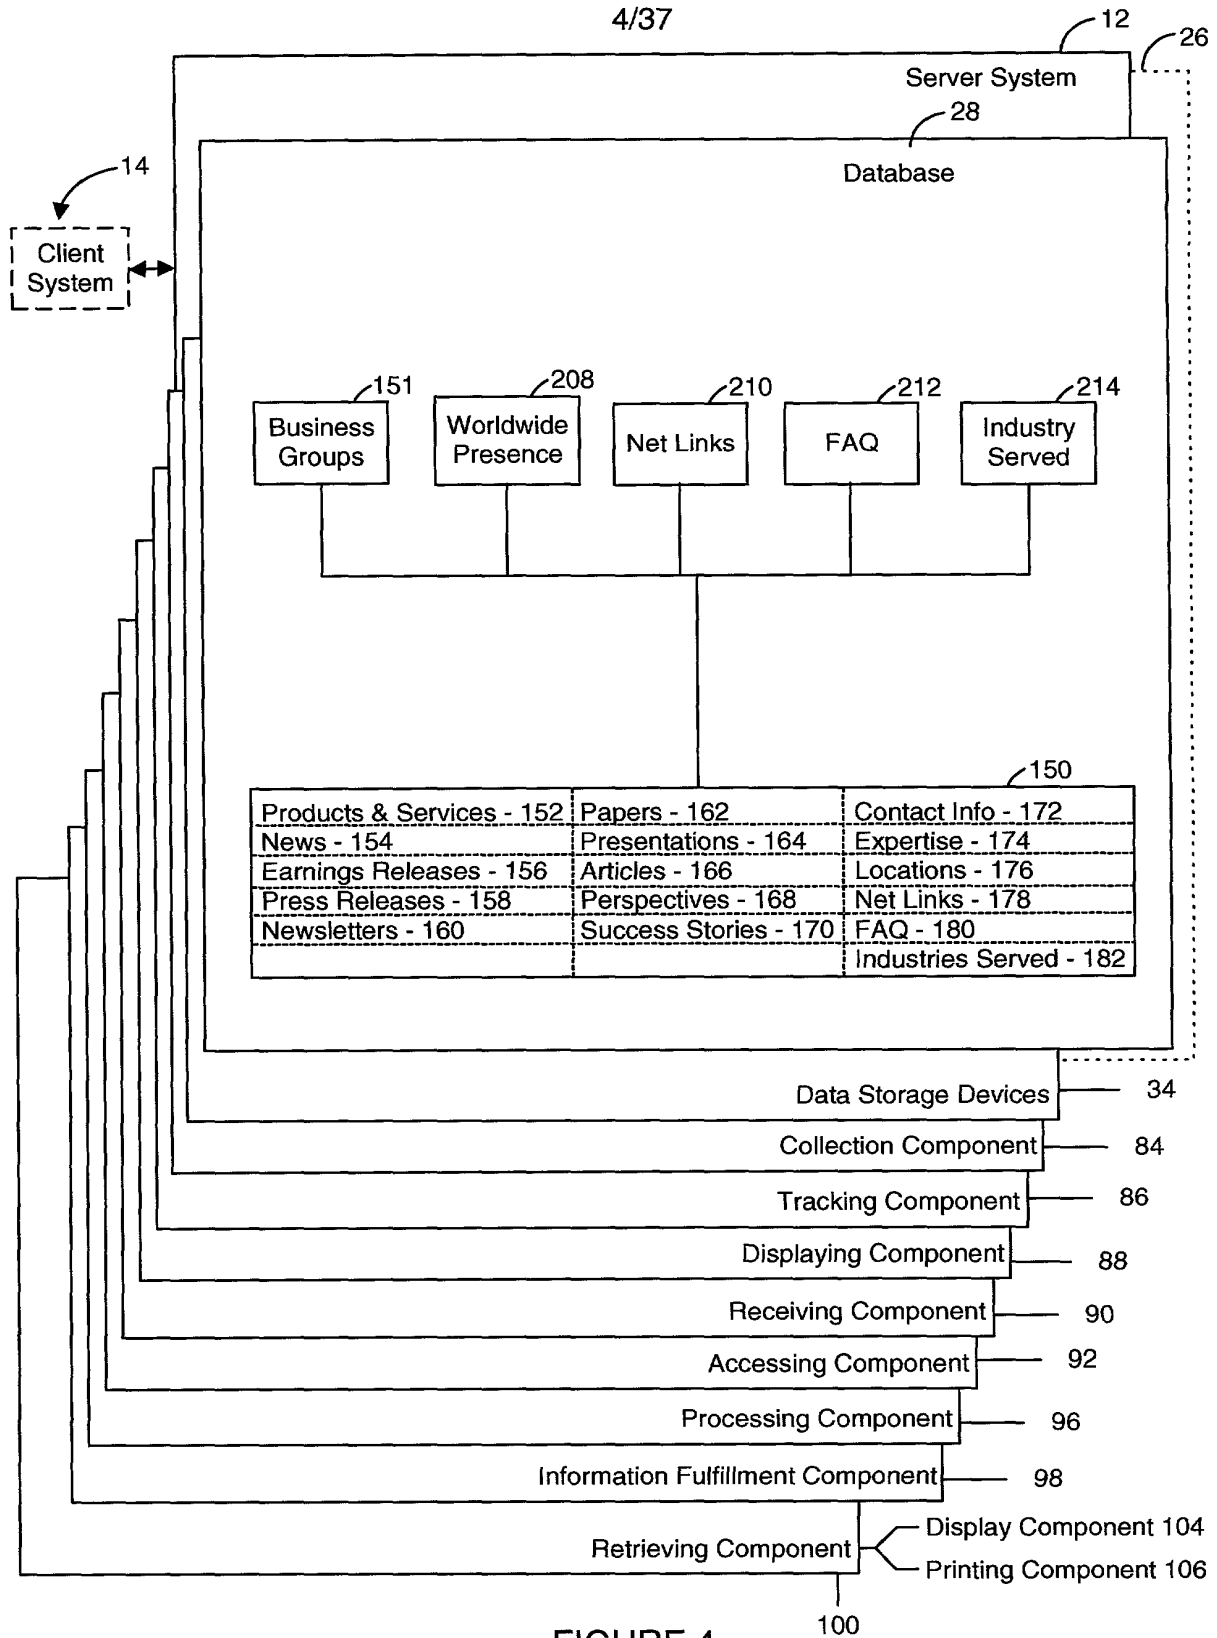 4/37
12
26
Server System
28
Database
14
Client
System
151
208
210
212
214
Business
Groups
Worldwide
Presence
Net Links
FAQ
Industry
Served
150
Products & Services - 152
Papers - 162
Contact Info - 172
News - 154
Presentations - 164
Expertise - 174
Earnings Releases - 156
Articles - 166
Locations - 176
Press Releases - 158
Perspectives - 168
Net Links - 178
Newsletters - 160
Success Stories - 170
FAQ - 180
Industries Served - 182
Data Storage Devices
34
Collection Component
84
Tracking Component
86
Displaying Component
88
Receiving Component
90
Accessing Component
92
Processing Component
96
Information Fulfillment Component
98
Retrieving Component
Display Component 104
Printing Component 106
100
FIGURE 4